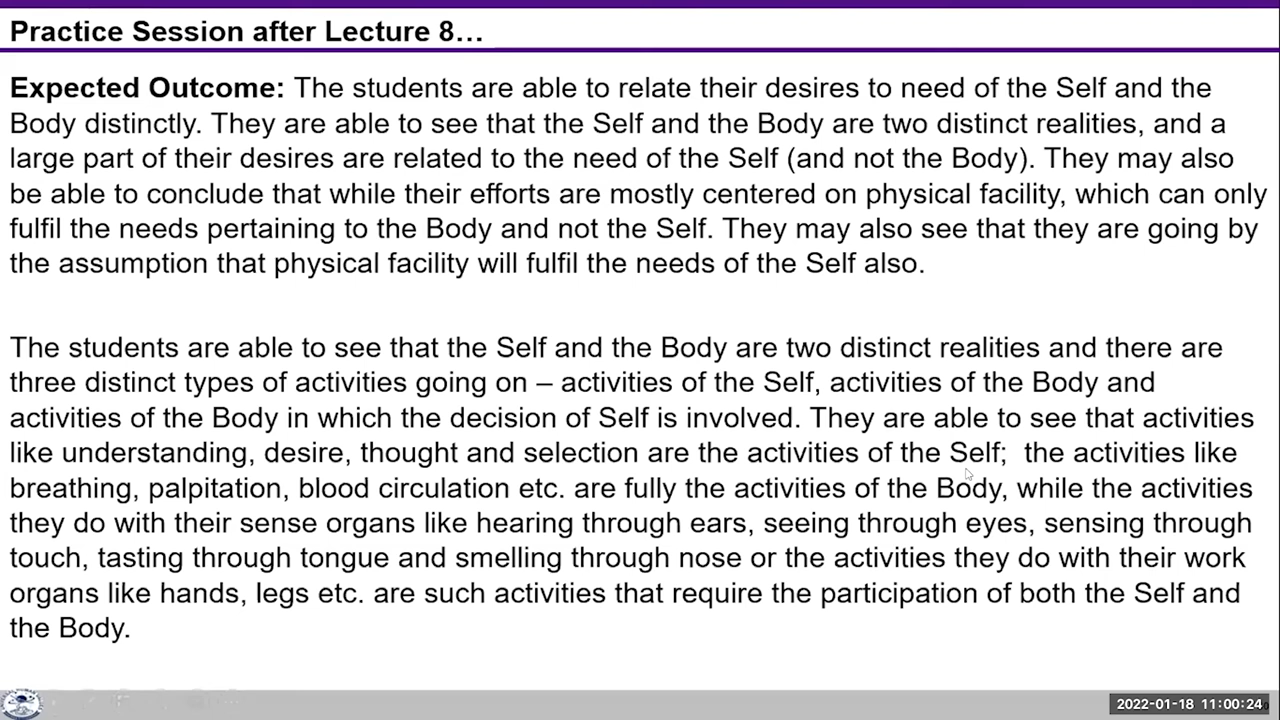 Practice Session after Lecture 8…
Expected Outcome: The students are able to relate their desires to need of the Self and the
Body distinctly. They are able to see that the Self and the Body are two distinct realities, and a
large part of their desires are related to the need of the Self (and not the Body). They may also
be able to conclude that while their efforts are mostly centered on physical facility, which can only
fulfil the needs pertaining to the Body and not the Self. They may also see that they are going by
the assumption that physical facility will fulfil the needs of the Self also.
The students are able to see that the Self and the Body are two distinct realities and there are
three distinct types of activities going on – activities of the Self, activities of the Body and
activities of the Body in which the decision of Self is involved. They are able to see that activities
like understanding, desire, thought and selection are the activities of the Self;  the activities like
breathing, palpitation, blood circulation etc. are fully the activities of the Body, while the activities
they do with their sense organs like hearing through ears, seeing through eyes, sensing through
touch, tasting through tongue and smelling through nose or the activities they do with their work
organs like hands, legs etc. are such activities that require the participation of both the Self and
the Body.
2022-01-18 11:00:24